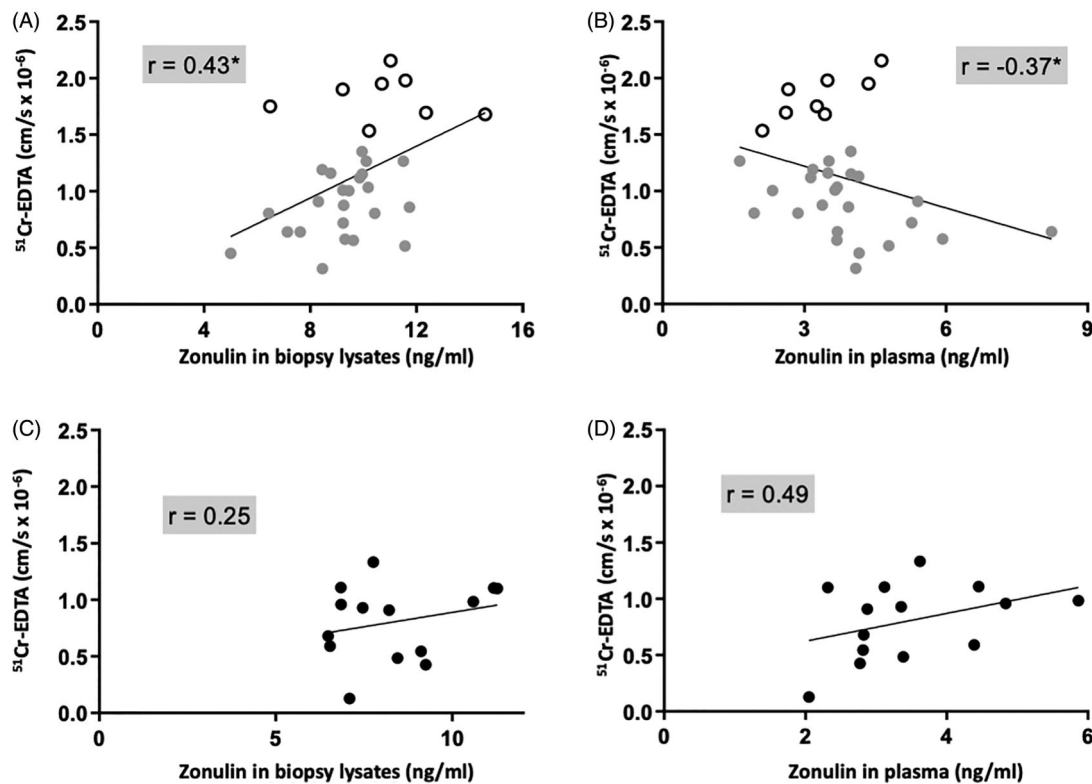 (A)
2.5
2.0
1.5
1.0
0.5
0.0
⁵¹Cr-EDTA (cm/s x 10⁻⁶)
r = 0.43*
0 4 8 12 16
Zonulin in biopsy lysates (ng/ml)
(B)
2.5
2.0
1.5
1.0
0.5
0.0
⁵¹Cr-EDTA (cm/s x 10⁻⁶)
r = -0.37*
0 3 6 9
Zonulin in plasma (ng/ml)
(C)
2.5
2.0
1.5
1.0
0.5
0.0
⁵¹Cr-EDTA (cm/s x 10⁻⁶)
r = 0.25
0 5 10
Zonulin in biopsy lysates (ng/ml)
(D)
2.5
2.0
1.5
1.0
0.5
0.0
⁵¹Cr-EDTA (cm/s x 10⁻⁶)
r = 0.49
0 2 4 6
Zonulin in plasma (ng/ml)